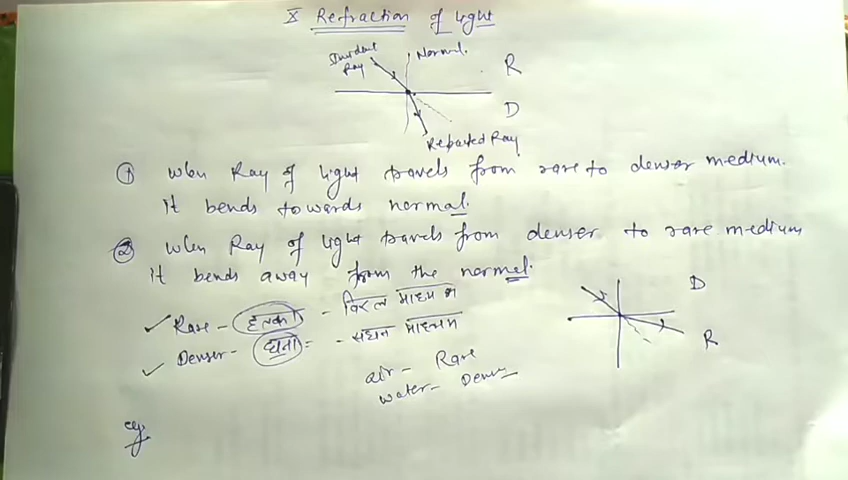 X Refraction of light
Incident
Ray
Normal.
R
D
Refracted Ray
① When Ray of light travels from rare to denser medium.
it bends towards normal.
② When Ray of light travels from denser to rare medium
it bends away from the normal.
Rare - हल्का - विरल माध्यम
Denser - घना - सघन माध्यम
D
R
air - Rare
water - Denser
eg.